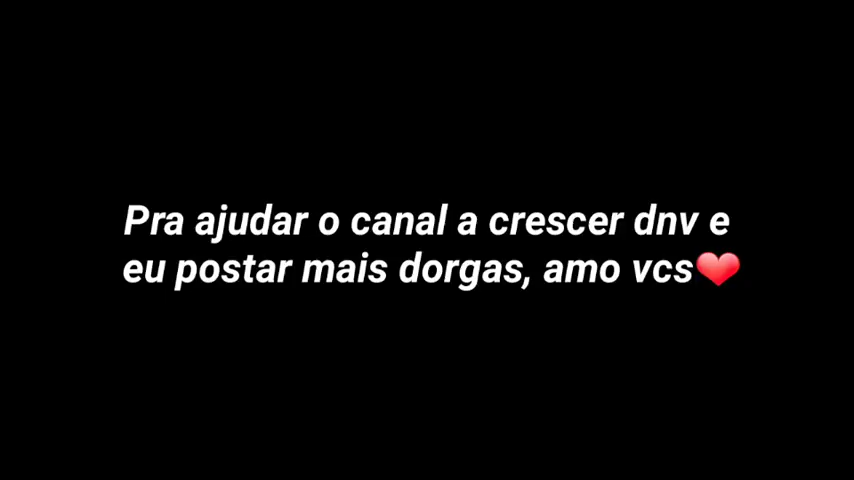 Pra ajudar o canal a crescer dnv e
eu postar mais dorgas, amo vcs❤️